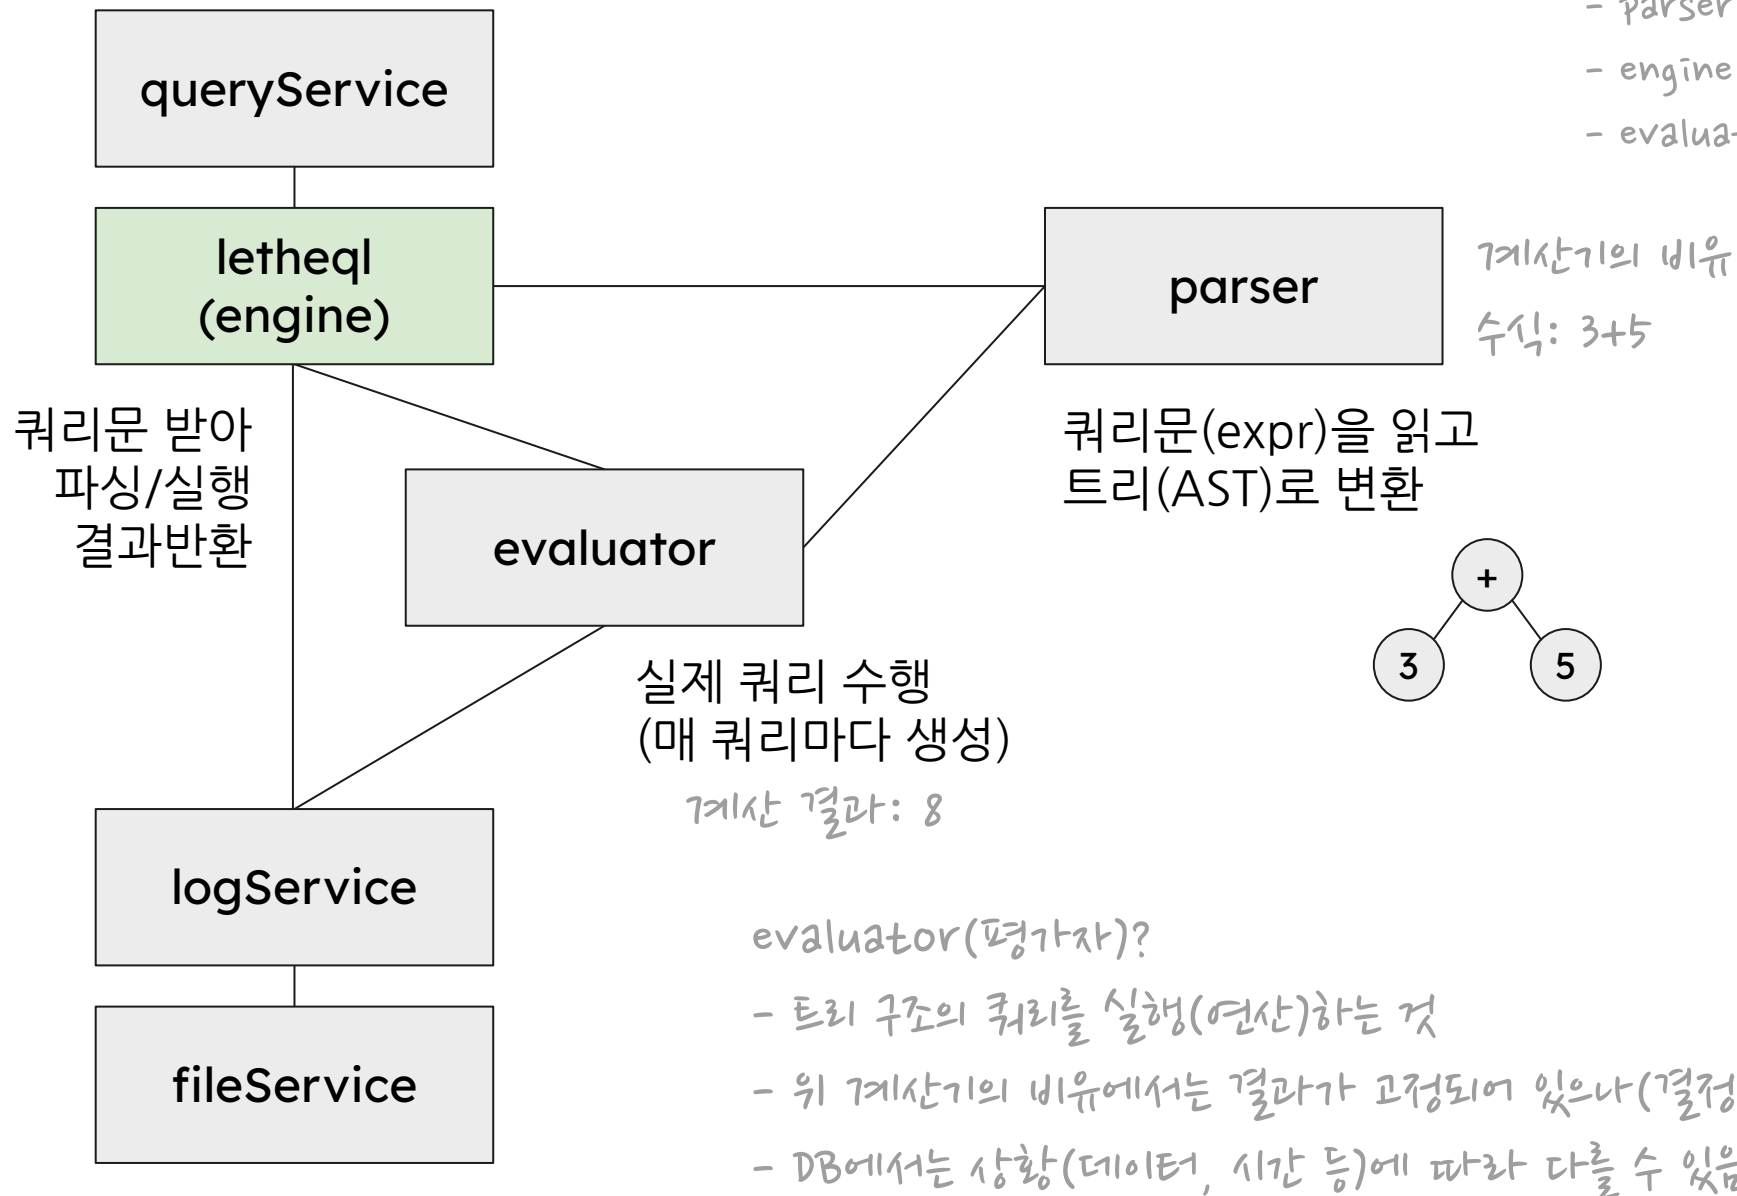 queryService
- parser
- engine
letheql
(engine)
parser
계산기의 비유
수식: 3+5
쿼리문 받아
파싱/실행
결과반환
쿼리문(expr)을 읽고
트리(AST)로 변환
evaluator
+
3 5
실제 쿼리 수행
(매 쿼리마다 생성)
계산 결과: 8
logService
evaluator(평가자)?
- 트리 구조의 쿼리를 실행(연산)하는 것
fileService
- 위 계산기의 비유에서는 결과가 고정되어 있으나(결정
- DB에서는 상황(데이터, 시간 등)에 따라 다를 수 있음